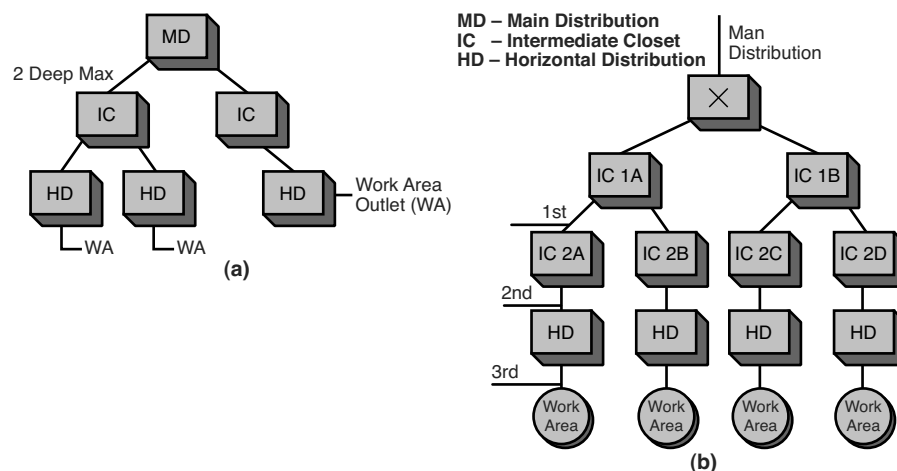 MD
2 Deep Max
IC
IC
HD
HD
HD
Work Area
Outlet (WA)
WA
WA
(a)
MD – Main Distribution
IC – Intermediate Closet
HD – Horizontal Distribution
Man
Distribution
IC 1A
IC 1B
1st
IC 2A
IC 2B
IC 2C
IC 2D
2nd
HD
HD
HD
HD
3rd
Work
Area
Work
Area
Work
Area
Work
Area
(b)